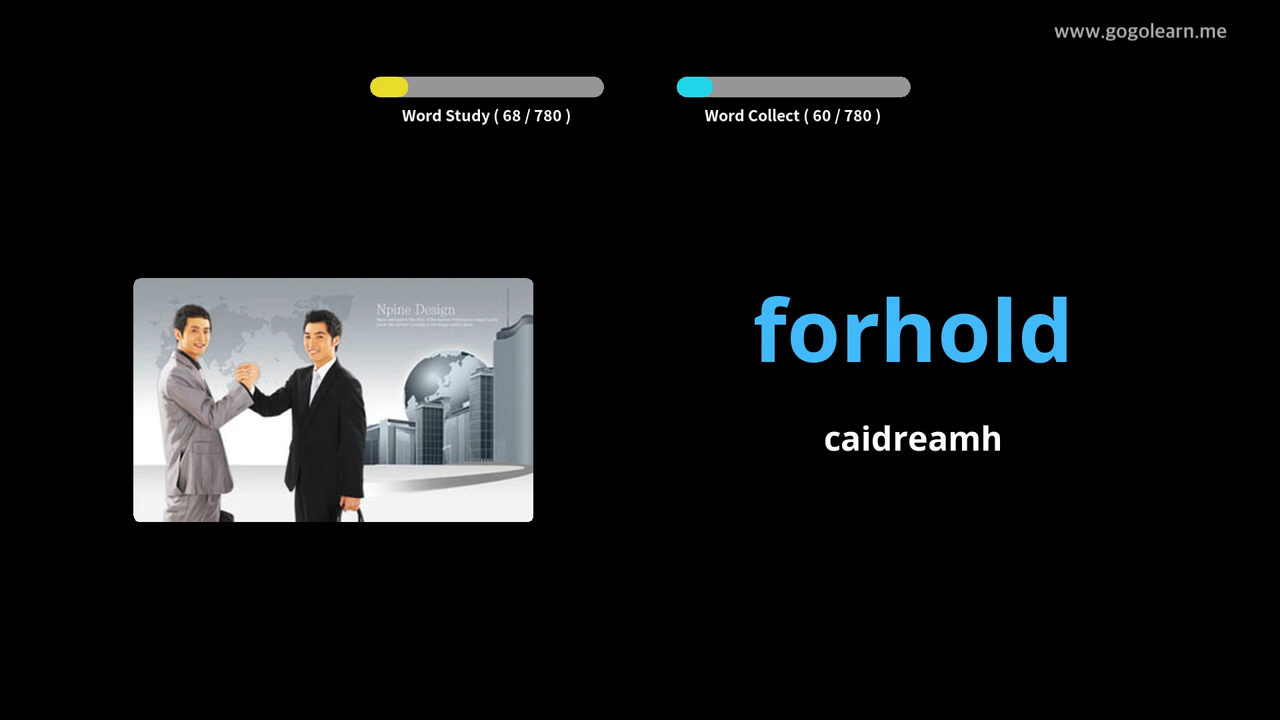 www.gogolearn.me
Word Study ( 68 / 780 )
Word Collect ( 60 / 780 )
Npine Design
forhold
caidreamh